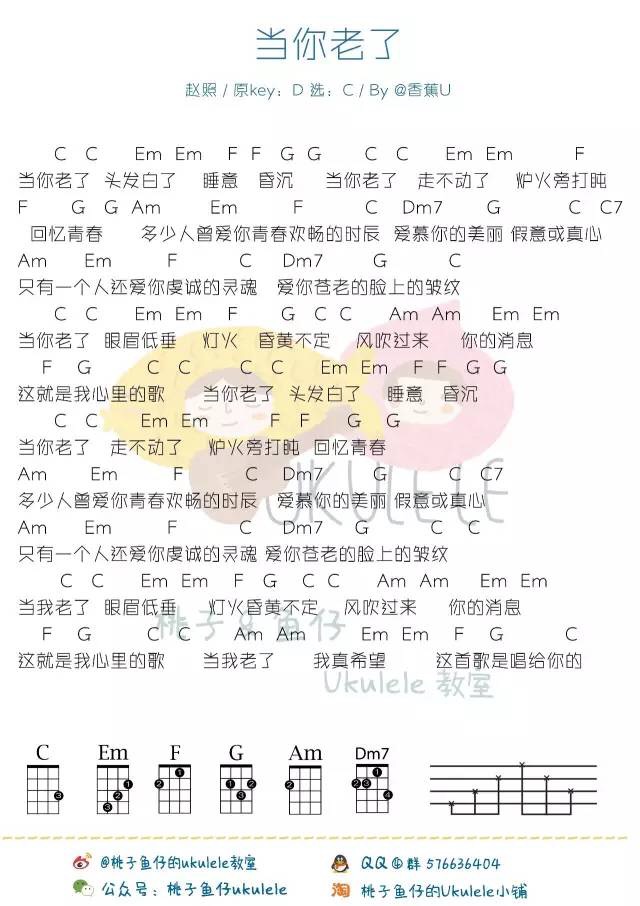 当你老了
赵照 / 原key：D 选：C / By @香蕉U
C C Em Em F F G G C C Em Em F
当你老了 头发白了 睡意 昏沉 当你老了 走不动了 炉火旁打盹
F G G Am Em F C Dm7 G C C7
回忆青春 多少人曾爱你青春欢畅的时辰 爱慕你的美丽 假意或真心
Am Em F C Dm7 G C
只有一个人还爱你虔诚的灵魂 爱你苍老的脸上的皱纹
C C Em Em F G C C Am Am Em Em
当你老了 眼眉低垂 灯火 昏黄不定 风吹过来 你的消息
F G C C C C Em Em F F G G
这就是我心里的歌 当你老了 头发白了 睡意 昏沉
C C Em Em F F G G
当你老了 走不动了 炉火旁打盹 回忆青春
Am Em F C Dm7 G C C7
多少人曾爱你青春欢畅的时辰 爱慕你的美丽 假意或真心
UKULELE
Am Em F C Dm7 G C C
只有一个人还爱你虔诚的灵魂 爱你苍老的脸上的皱纹
C C Em Em F G C C Am Am Em Em
当我老了 眼眉低垂 灯火昏黄不定 风吹过来 你的消息
桃子 & 鱼仔
F G C C Am Am Em Em F G C
这就是我心里的歌 当我老了 我真希望 这首歌是唱给你的
Ukulele 教室
C Em F G Am Dm7
3 1 2 3 1 2 1 2 3 2 1 2 3 4
@桃子鱼仔的ukulele教室 QQ①群 576636404
公众号：桃子鱼仔ukulele 淘 桃子鱼仔的Ukulele小铺